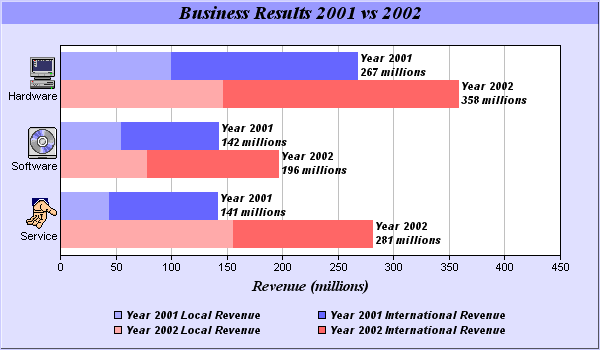 Business Results 2001 vs 2002
Hardware
Year 2001
267 millions
Year 2002
358 millions
Software
Year 2001
142 millions
Year 2002
196 millions
Service
Year 2001
141 millions
Year 2002
281 millions
0 50 100 150 200 250 300 350 400 450
Revenue (millions)
Year 2001 Local Revenue Year 2001 International Revenue
Year 2002 Local Revenue Year 2002 International Revenue